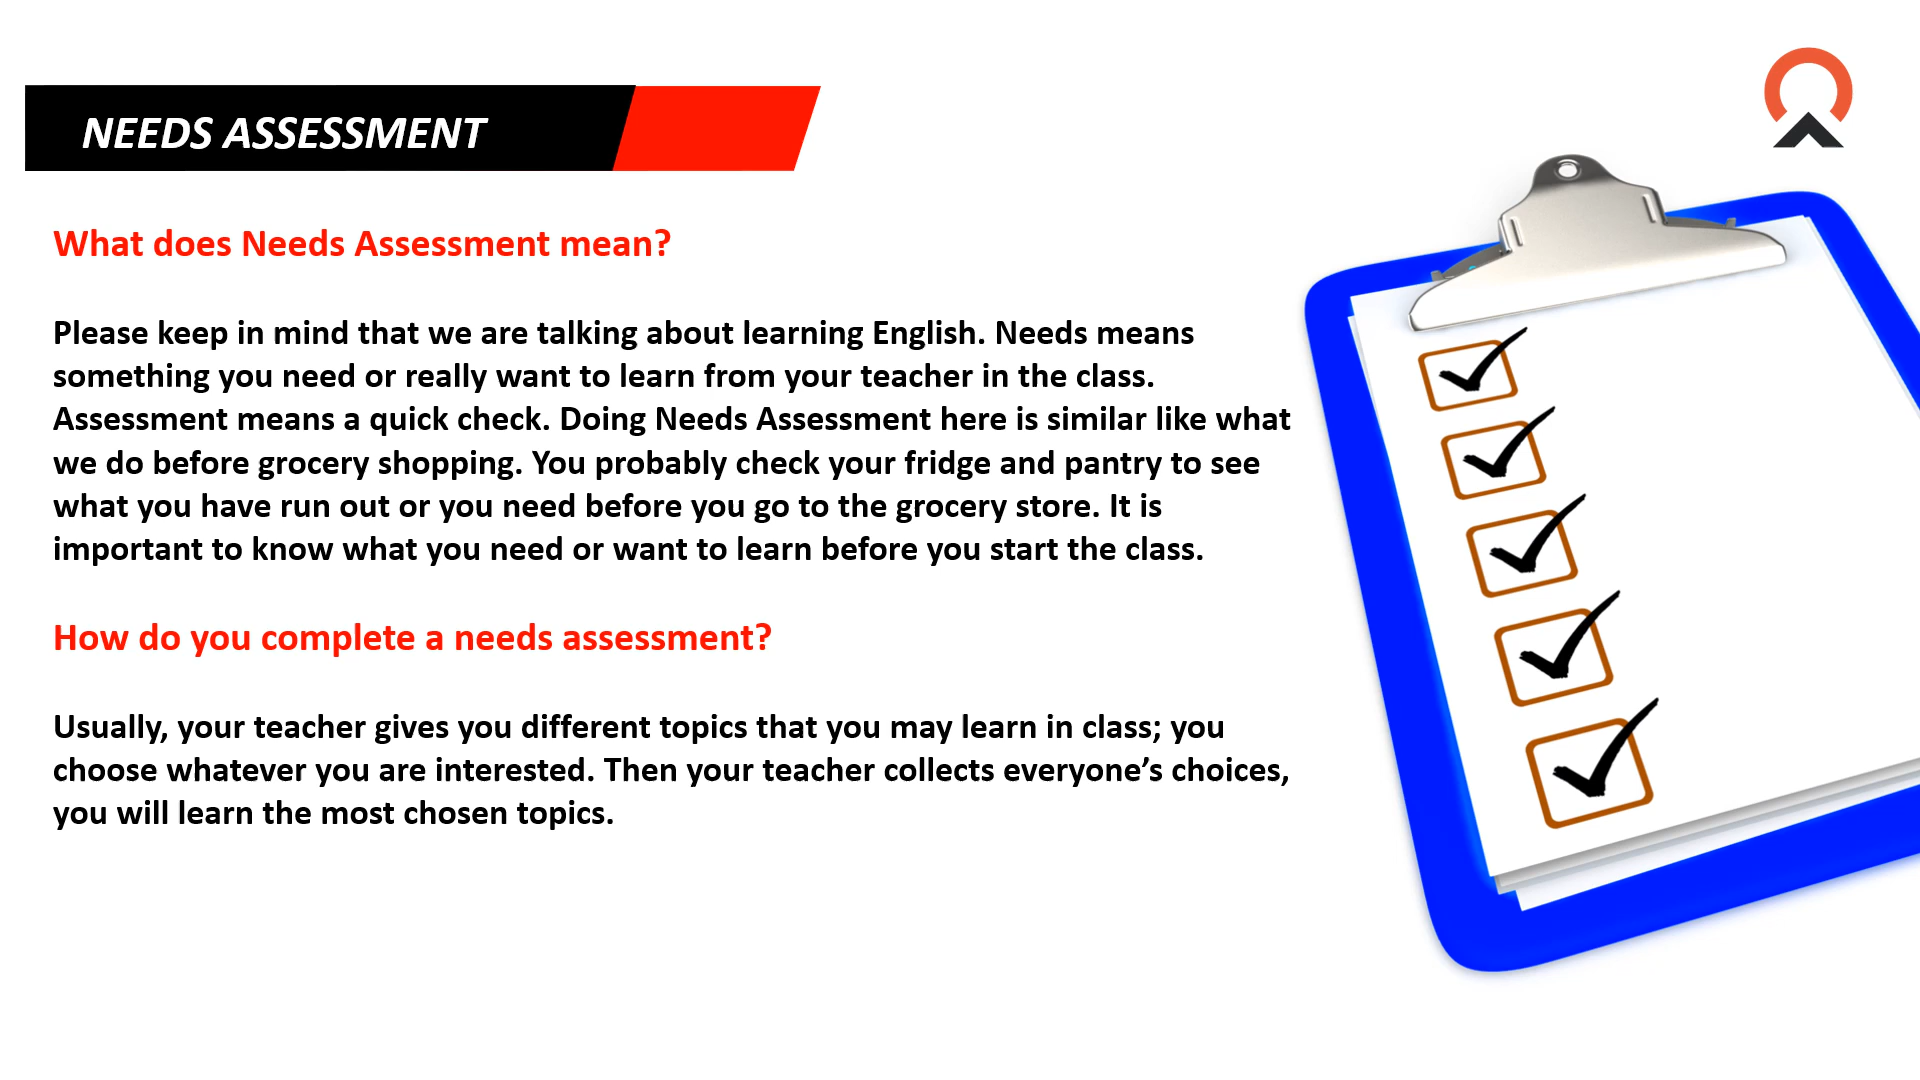 NEEDS ASSESSMENT
What does Needs Assessment mean?
Please keep in mind that we are talking about learning English. Needs means
something you need or really want to learn from your teacher in the class.
Assessment means a quick check. Doing Needs Assessment here is similar like what
we do before grocery shopping. You probably check your fridge and pantry to see
what you have run out or you need before you go to the grocery store. It is
important to know what you need or want to learn before you start the class.
How do you complete a needs assessment?
Usually, your teacher gives you different topics that you may learn in class; you
choose whatever you are interested. Then your teacher collects everyone’s choices,
you will learn the most chosen topics.